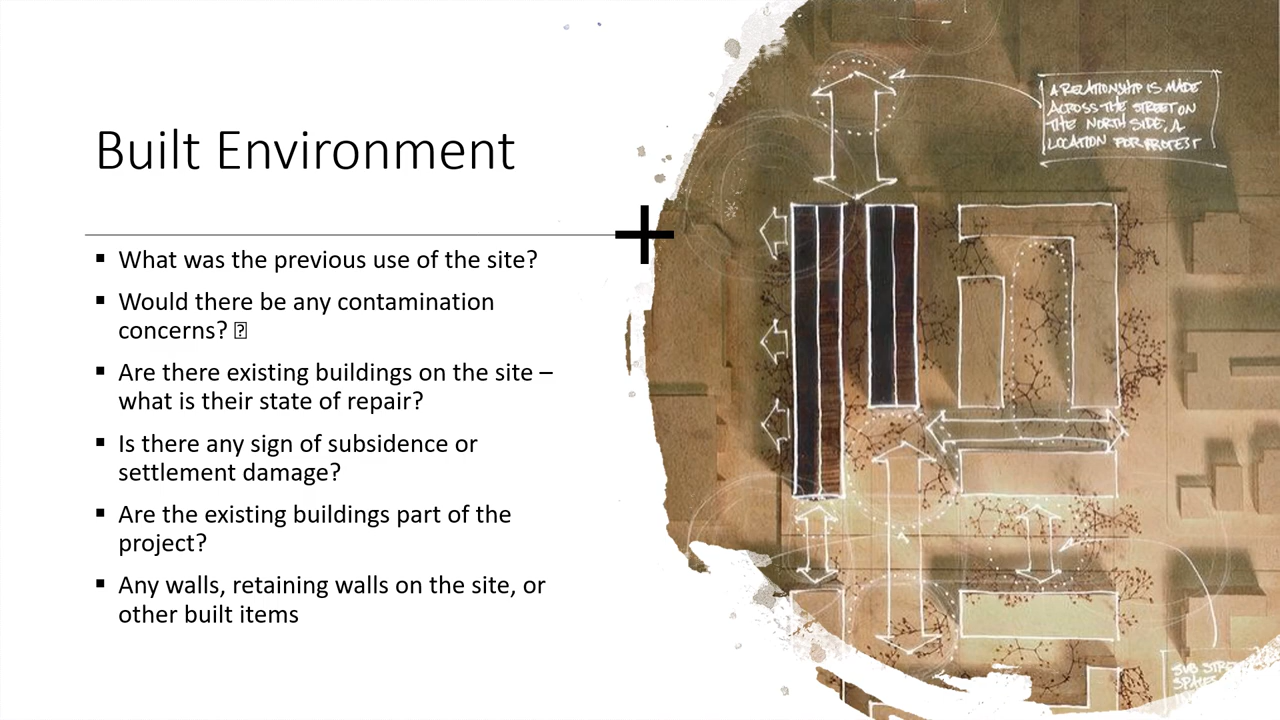 Built Environment
▪ What was the previous use of the site?
▪ Would there be any contamination
concerns? 
▪ Are there existing buildings on the site –
what is their state of repair?
▪ Is there any sign of subsidence or
settlement damage?
▪ Are the existing buildings part of the
project?
▪ Any walls, retaining walls on the site, or
other built items
A RELATIONSHIP IS MADE
ACROSS THE STREET ON
THE NORTH SIDE, A
LOCATION FOR PROTEST
SUB